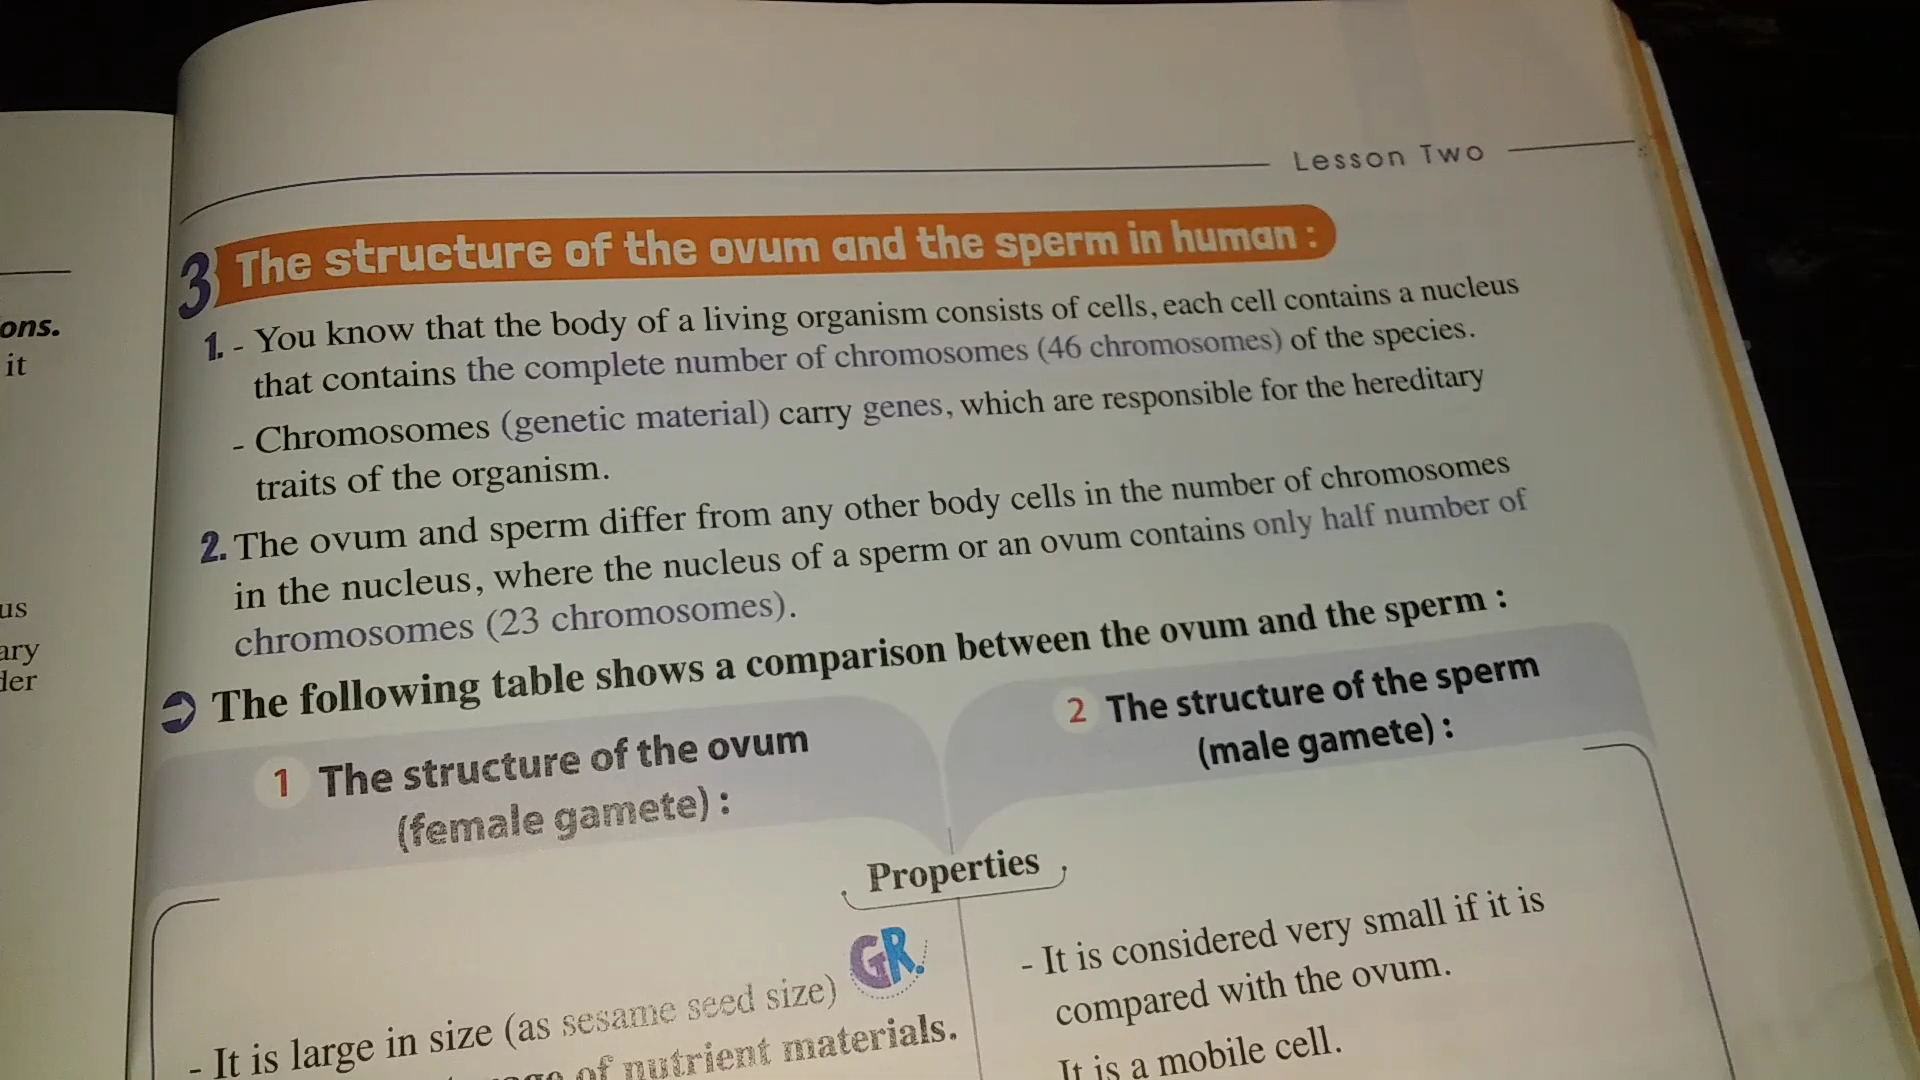 Lesson Two
3 The structure of the ovum and the sperm in human :
ons.
it
1. - You know that the body of a living organism consists of cells, each cell contains a nucleus
that contains the complete number of chromosomes (46 chromosomes) of the species.
- Chromosomes (genetic material) carry genes, which are responsible for the hereditary
traits of the organism.
2. The ovum and sperm differ from any other body cells in the number of chromosomes
in the nucleus, where the nucleus of a sperm or an ovum contains only half number of
chromosomes (23 chromosomes).
us
ary
der
The following table shows a comparison between the ovum and the sperm :
1 The structure of the ovum
(female gamete) :
2 The structure of the sperm
(male gamete) :
Properties
GR.
- It is large in size (as sesame seed size)
of nutrient materials.
- It is considered very small if it is
compared with the ovum.
It is a mobile cell.